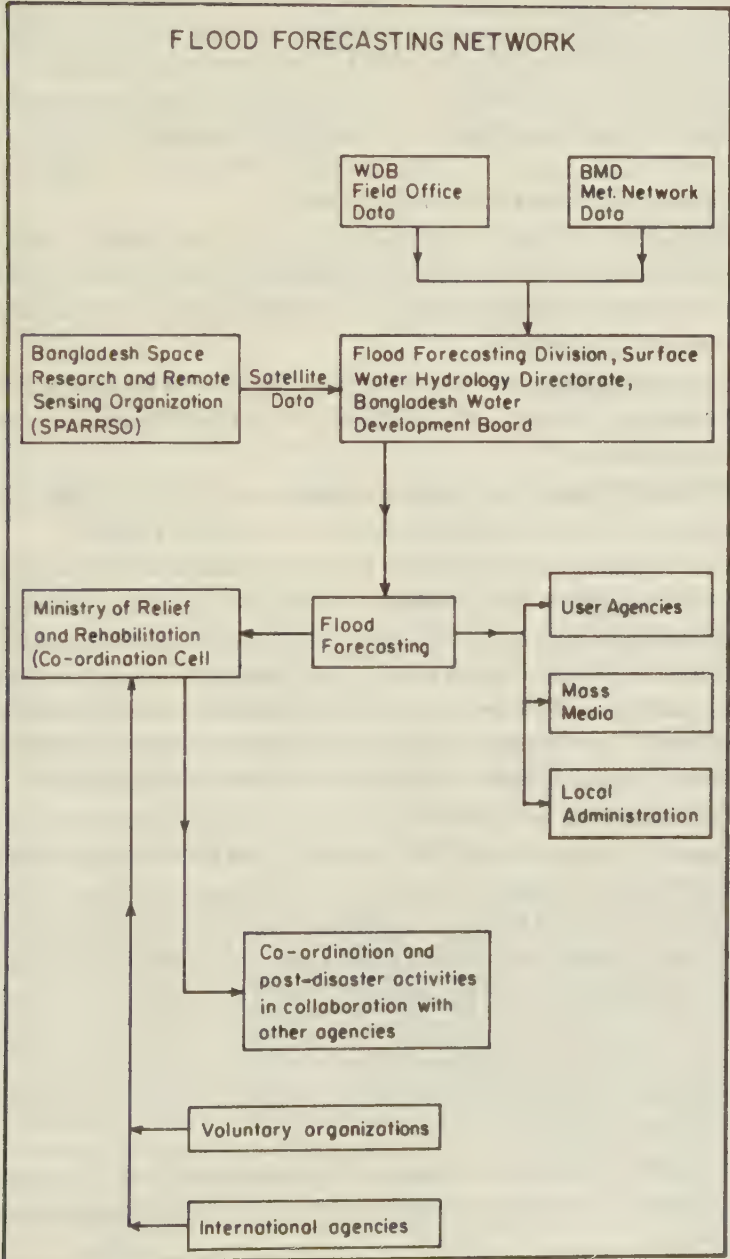 FLOOD FORECASTING NETWORK
WDB
Field Office
Data
BMD
Met. Network
Data
Bangladesh Space
Research and Remote
Sensing Organization
(SPARRSO)
Satellite
Data
Flood Forecasting Division, Surface
Water Hydrology Directorate,
Bangladesh Water
Development Board
Ministry of Relief
and Rehabilitation
(Co-ordination Cell
Flood
Forecasting
User Agencies
Mass
Media
Local
Administration
Co-ordination and
post-disaster activities
in collaboration with
other agencies
Voluntary organizations
International agencies